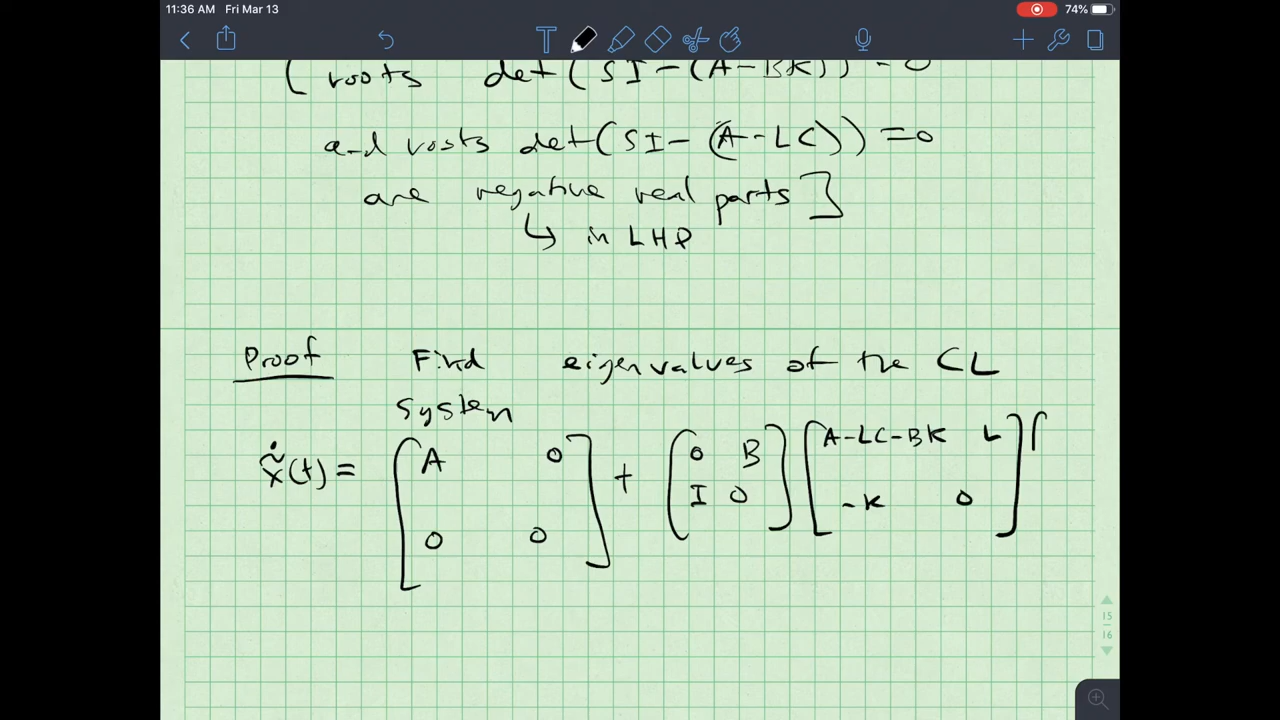 11:36 AM Fri Mar 13
74%
( roots det(SI-(A-BK)) = 0
and roots det(SI-(A-LC)) =0
are negative real parts ]
↳ in LHP
Proof Find eigenvalues of the CL
system
ẋ̃(t) = [ A 0 ; 0 0 ] + [ 0 B ; I 0 ] [ A-LC-BK L ; -K 0 ] [
15
16